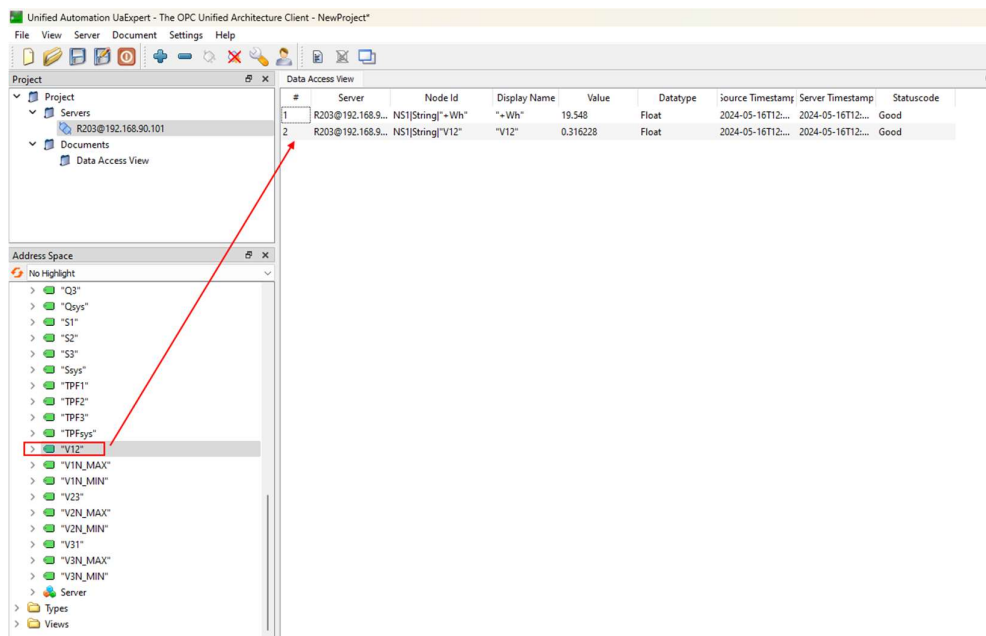 Unified Automation UaExpert - The OPC Unified Architecture Client - NewProject*
File View Server Document Settings Help
Project
Project
Servers
R203@192.168.90.101
Documents
Data Access View
Address Space
No Highlight
"Q3"
"Qsys"
"S1"
"S2"
"S3"
"Ssys"
"TPF1"
"TPF2"
"TPF3"
"TPFsys"
"V12"
"V1N_MAX"
"V1N_MIN"
"V23"
"V2N_MAX"
"V2N_MIN"
"V31"
"V3N_MAX"
"V3N_MIN"
Server
Types
Views
Data Access View
# Server Node Id Display Name Value Datatype Source Timestamp Server Timestamp Statuscode
1 R203@192.168.9... NS1|String|"+Wh" "+Wh" 19.548 Float 2024-05-16T12:... 2024-05-16T12:... Good
2 R203@192.168.9... NS1|String|"V12" "V12" 0.316228 Float 2024-05-16T12:... 2024-05-16T12:... Good